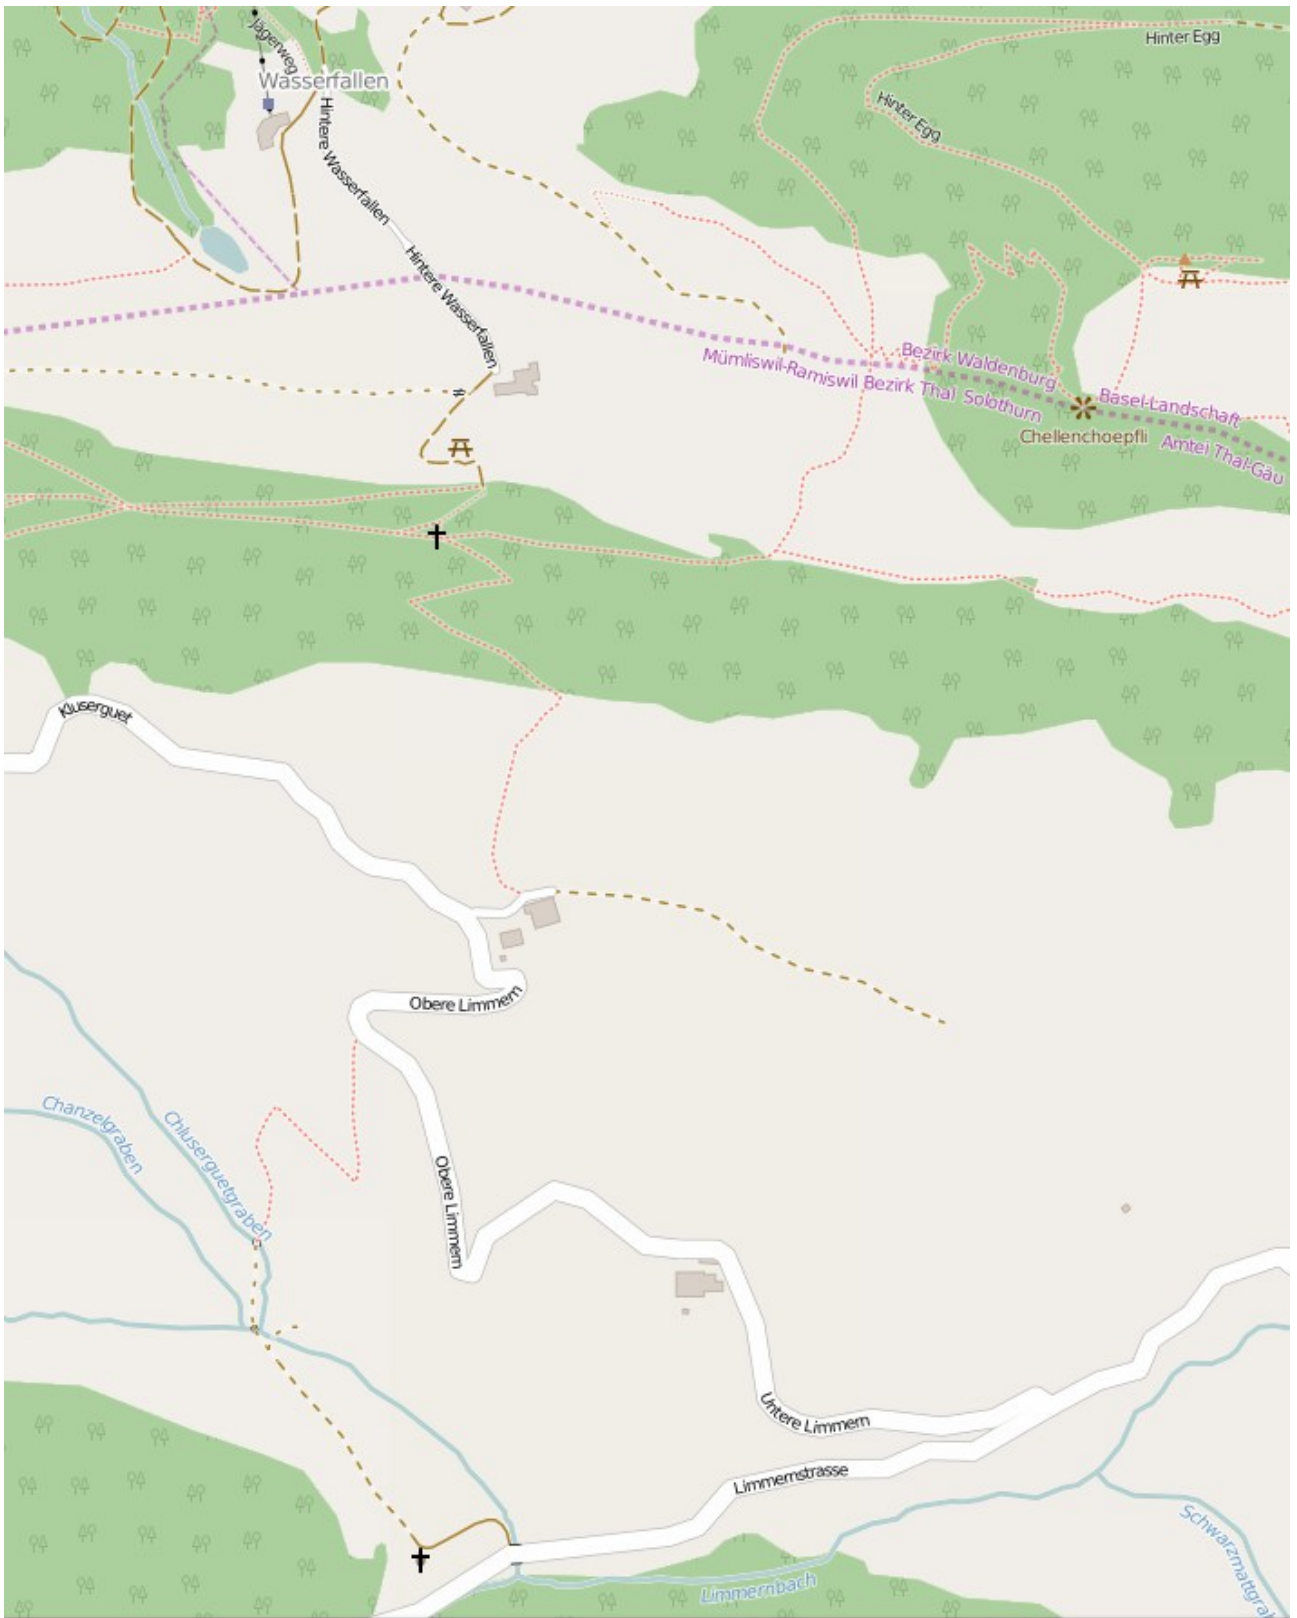 Jägerweg
Hinter Egg
Wasserfallen
Hinter Egg
Hintere Wasserfallen
Hintere Wasserfallen
Bezirk Waldenburg
Mümliswil-Ramiswil Bezirk Thal Solothurn
Basel-Landschaft
Chellenchoepfli
Amtei Thal-Gäu
Kluserguet
Obere Limmern
Chanzelgraben
Chluserguetgraben
Obere Limmern
Untere Limmern
Limmernstrasse
Schwarzmattgra
Limmernbach